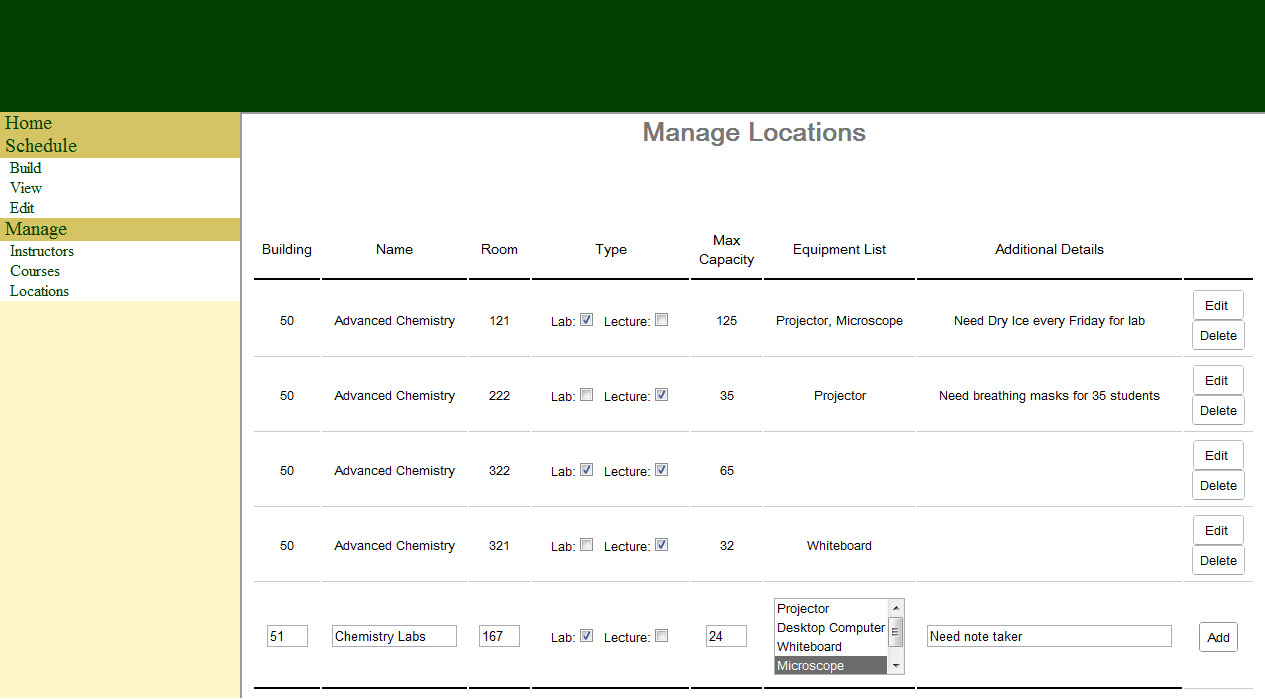 Home
Schedule
Build
View
Edit
Manage
Instructors
Courses
Locations
Manage Locations
Building Name Room Type Max Capacity Equipment List Additional Details
50 Advanced Chemistry 121 Lab: Lecture: 125 Projector, Microscope Need Dry Ice every Friday for lab Edit
Delete
50 Advanced Chemistry 222 Lab: Lecture: 35 Projector Need breathing masks for 35 students Edit
Delete
50 Advanced Chemistry 322 Lab: Lecture: 65 Edit
Delete
50 Advanced Chemistry 321 Lab: Lecture: 32 Whiteboard Edit
Delete
51 Chemistry Labs 167 Lab: Lecture: 24 Projector
Desktop Computer
Whiteboard
Microscope
Need note taker Add